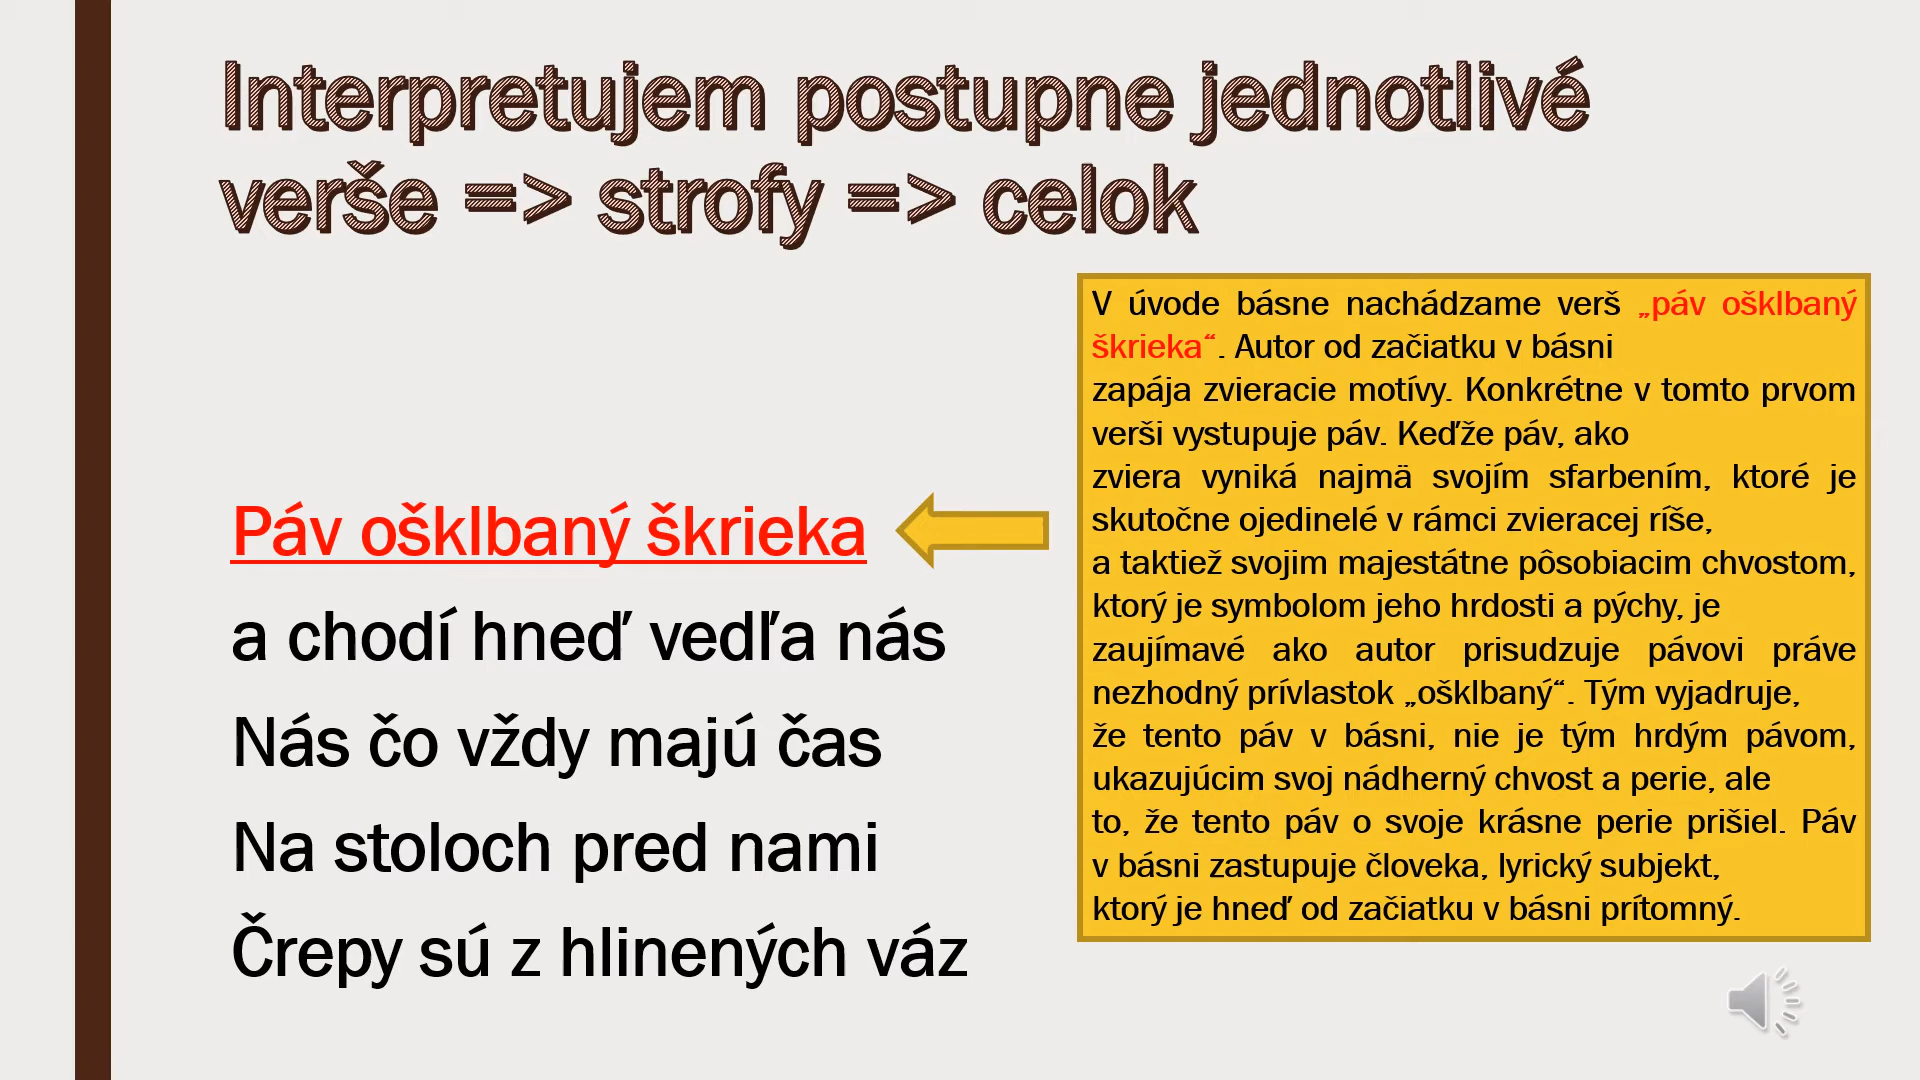 Interpretujem postupne jednotlivé
verše => strofy => celok
Páv ošklbaný škrieka
a chodí hneď vedľa nás
Nás čo vždy majú čas
Na stoloch pred nami
Črepy sú z hlinených váz
V úvode básne nachádzame verš „páv ošklbaný
škrieka“. Autor od začiatku v básni
zapája zvieracie motívy. Konkrétne v tomto prvom
verši vystupuje páv. Keďže páv, ako
zviera vyniká najmä svojím sfarbením, ktoré je
skutočne ojedinelé v rámci zvieracej ríše,
a taktiež svojim majestátne pôsobiacim chvostom,
ktorý je symbolom jeho hrdosti a pýchy, je
zaujímavé ako autor prisudzuje pávovi práve
nezhodný prívlastok „ošklbaný“. Tým vyjadruje,
že tento páv v básni, nie je tým hrdým pávom,
ukazujúcim svoj nádherný chvost a perie, ale
to, že tento páv o svoje krásne perie prišiel. Páv
v básni zastupuje človeka, lyrický subjekt,
ktorý je hneď od začiatku v básni prítomný.